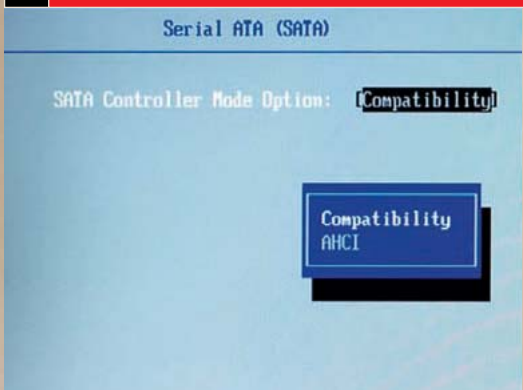 Serial ATA (SATA)
SATA Controller Mode Option: [Compatibility]
Compatibility
AHCI